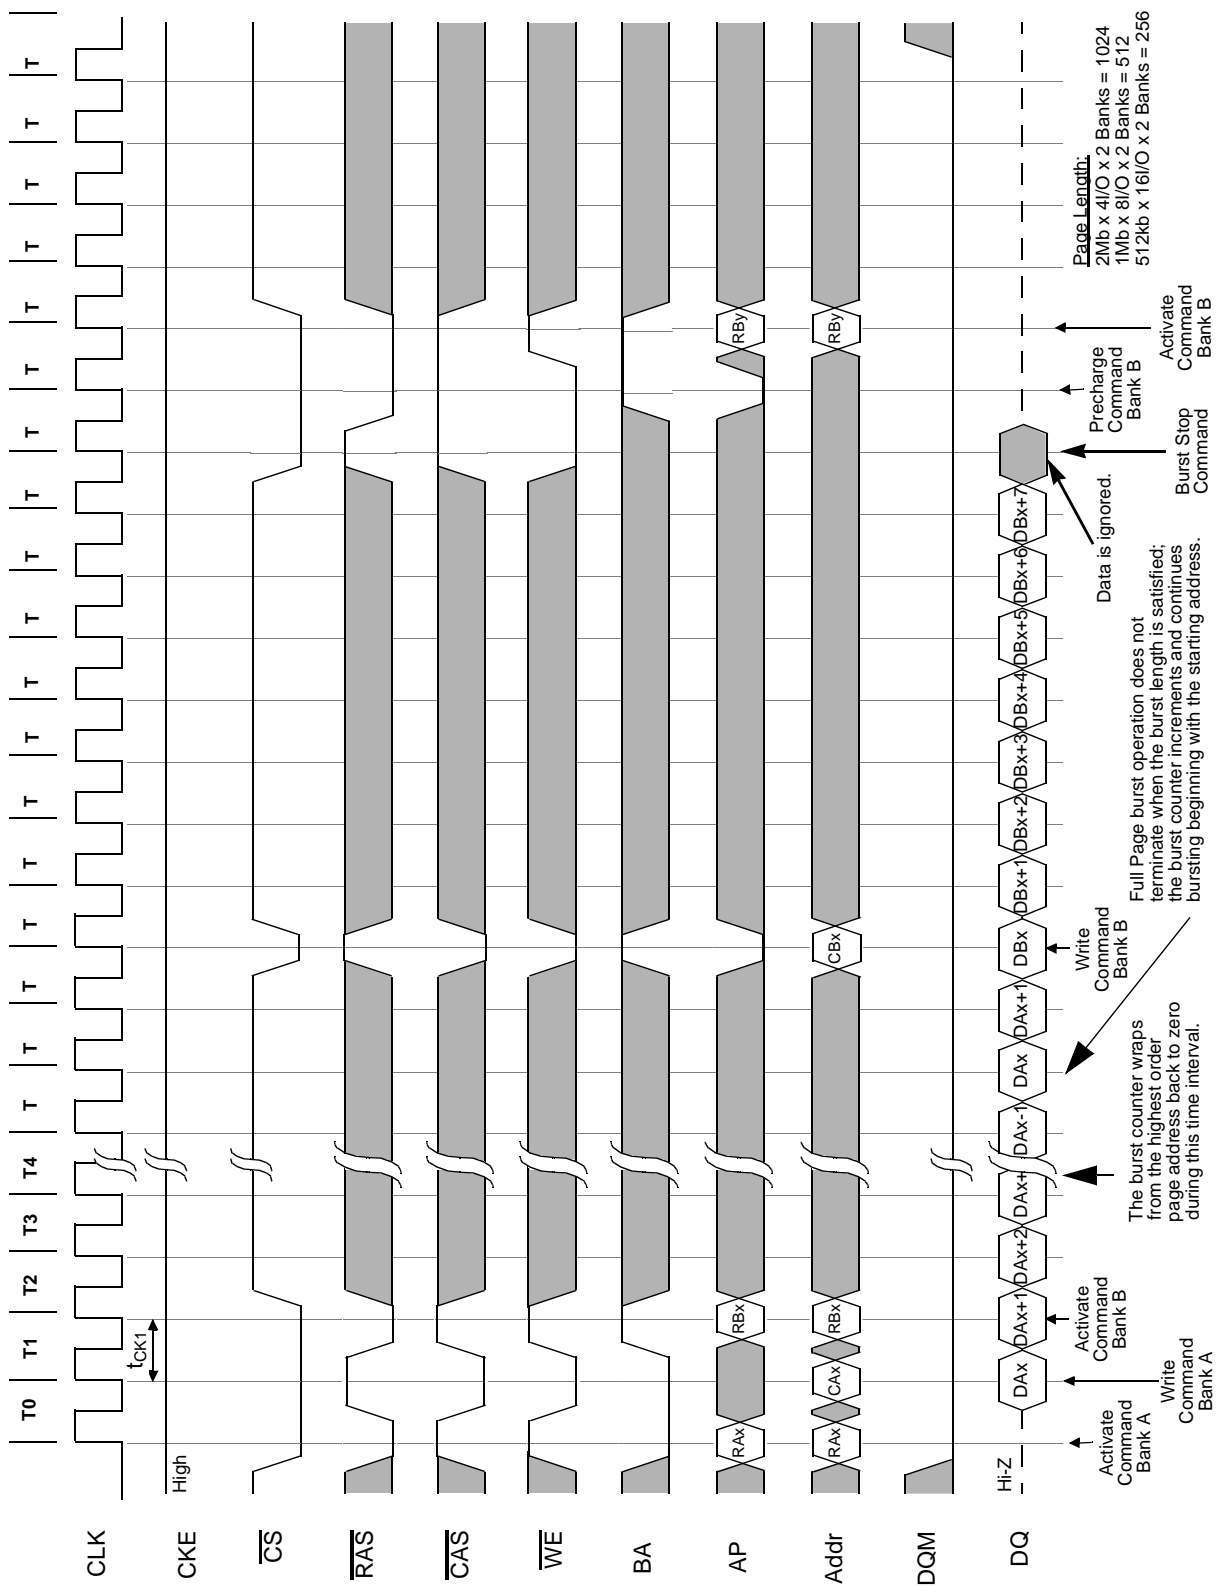 T0 T1 T2 T3 T4 T T T T T T T T T T T T T T T T T T
CLK
tCK1
CKE
High
CS
RAS
CAS
WE
BA
AP
RAx RBx RBy
Addr
RAx CAx RBx CBx RBy
DQM
DQ
Hi-Z
DAx DAx+1 DAx+2 DAx+ DAx-1 DAx DAx+1 DBx DBx+1 DBx+2 DBx+3 DBx+4 DBx+5 DBx+6 DBx+7
Activate
Command
Bank A
Write
Command
Bank A
Activate
Command
Bank B
The burst counter wraps
from the highest order
page address back to zero
during this time interval.
Write
Command
Bank B
Full Page burst operation does not
terminate when the burst length is satisfied;
the burst counter increments and continues
bursting beginning with the starting address.
Data is ignored.
Burst Stop
Command
Precharge
Command
Bank B
Activate
Command
Bank B
Page Length:
2Mb x 4I/O x 2 Banks = 1024
1Mb x 8I/O x 2 Banks = 512
512kb x 16I/O x 2 Banks = 256